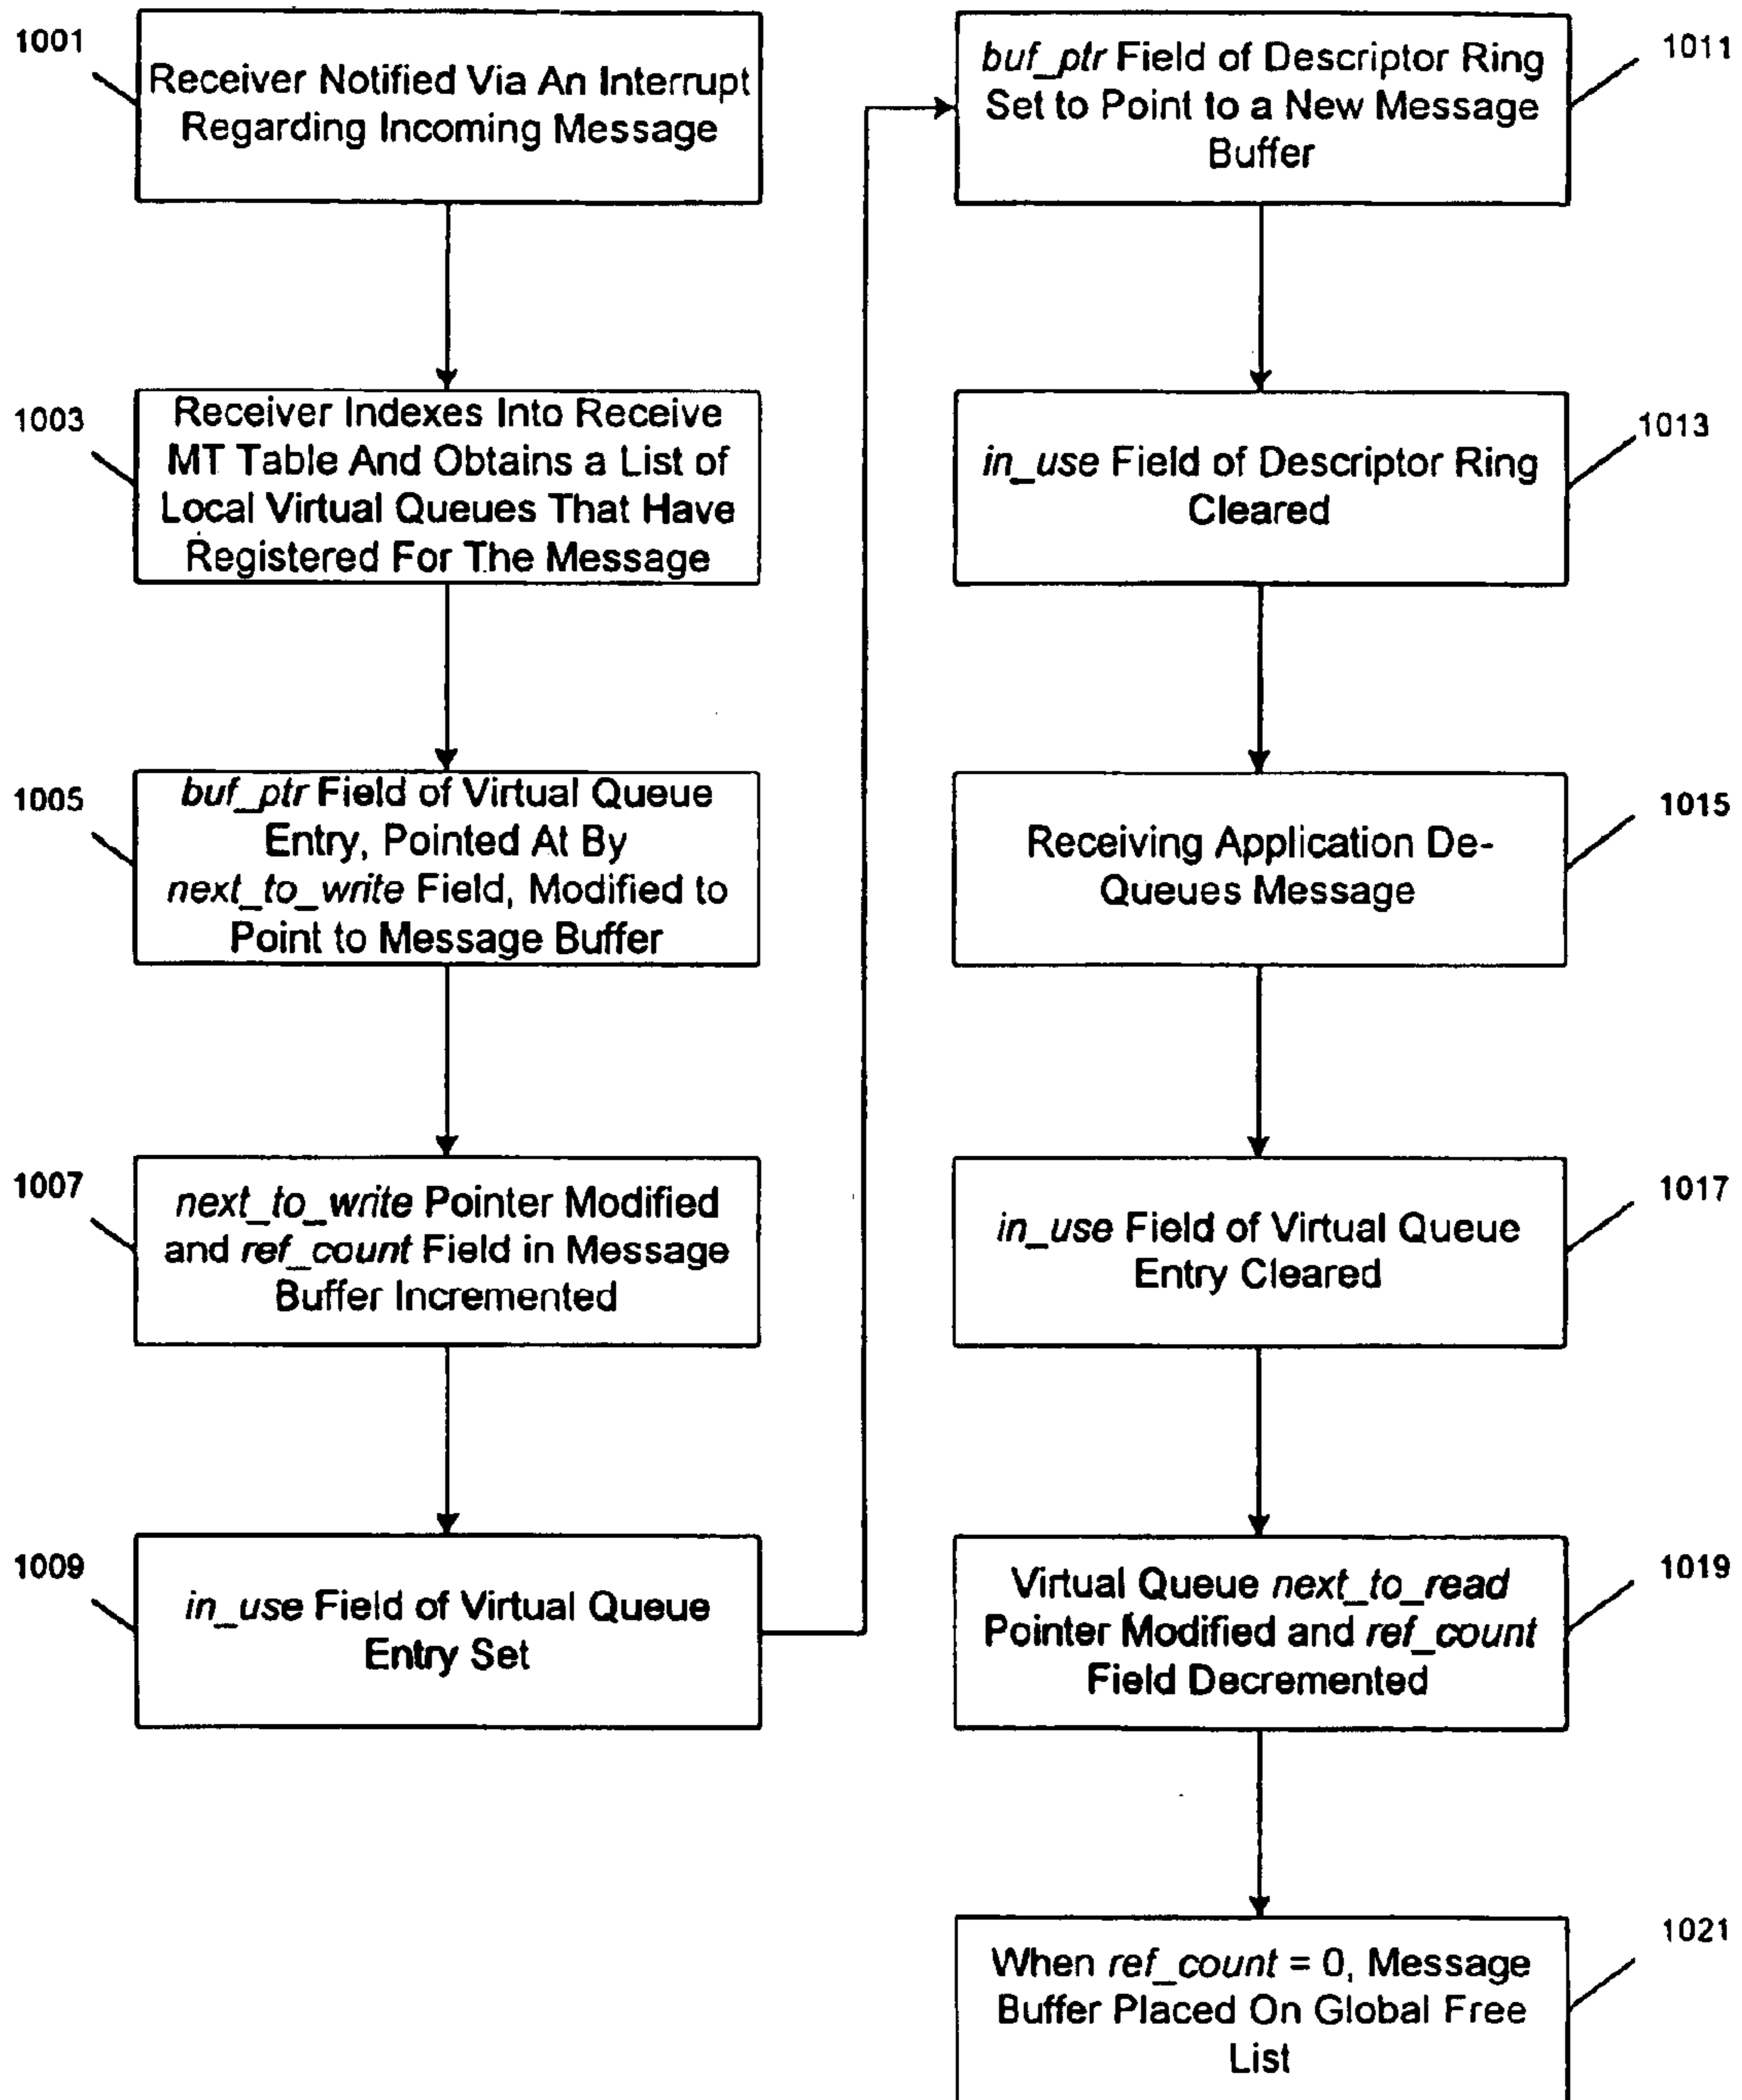 1001
Receiver Notified Via An Interrupt
Regarding Incoming Message
1003
Receiver Indexes Into Receive
MT Table And Obtains a List of
Local Virtual Queues That Have
Registered For The Message
1005
buf_ptr Field of Virtual Queue
Entry, Pointed At By
next_to_write Field, Modified to
Point to Message Buffer
1007
next_to_write Pointer Modified
and ref_count Field in Message
Buffer Incremented
1009
in_use Field of Virtual Queue
Entry Set
1011
buf_ptr Field of Descriptor Ring
Set to Point to a New Message
Buffer
1013
in_use Field of Descriptor Ring
Cleared
1015
Receiving Application De-
Queues Message
1017
in_use Field of Virtual Queue
Entry Cleared
1019
Virtual Queue next_to_read
Pointer Modified and ref_count
Field Decremented
1021
When ref_count = 0, Message
Buffer Placed On Global Free
List